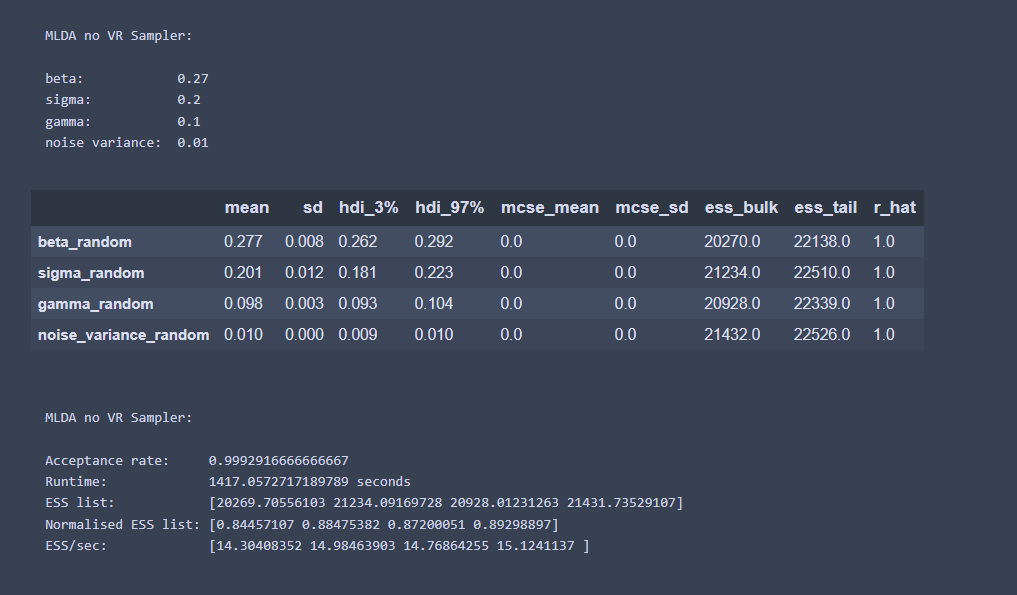 MLDA no VR Sampler:
beta: 0.27
sigma: 0.2
gamma: 0.1
noise variance: 0.01
mean sd hdi_3% hdi_97% mcse_mean mcse_sd ess_bulk ess_tail r_hat
beta_random 0.277 0.008 0.262 0.292 0.0 0.0 20270.0 22138.0 1.0
sigma_random 0.201 0.012 0.181 0.223 0.0 0.0 21234.0 22510.0 1.0
gamma_random 0.098 0.003 0.093 0.104 0.0 0.0 20928.0 22339.0 1.0
noise_variance_random 0.010 0.000 0.009 0.010 0.0 0.0 21432.0 22526.0 1.0
MLDA no VR Sampler:
Acceptance rate: 0.9992916666666667
Runtime: 1417.0572717189789 seconds
ESS list: [20269.70556103 21234.09169728 20928.01231263 21431.73529107]
Normalised ESS list: [0.84457107 0.88475382 0.87200051 0.89298897]
ESS/sec: [14.30408352 14.98463903 14.76864255 15.1241137 ]